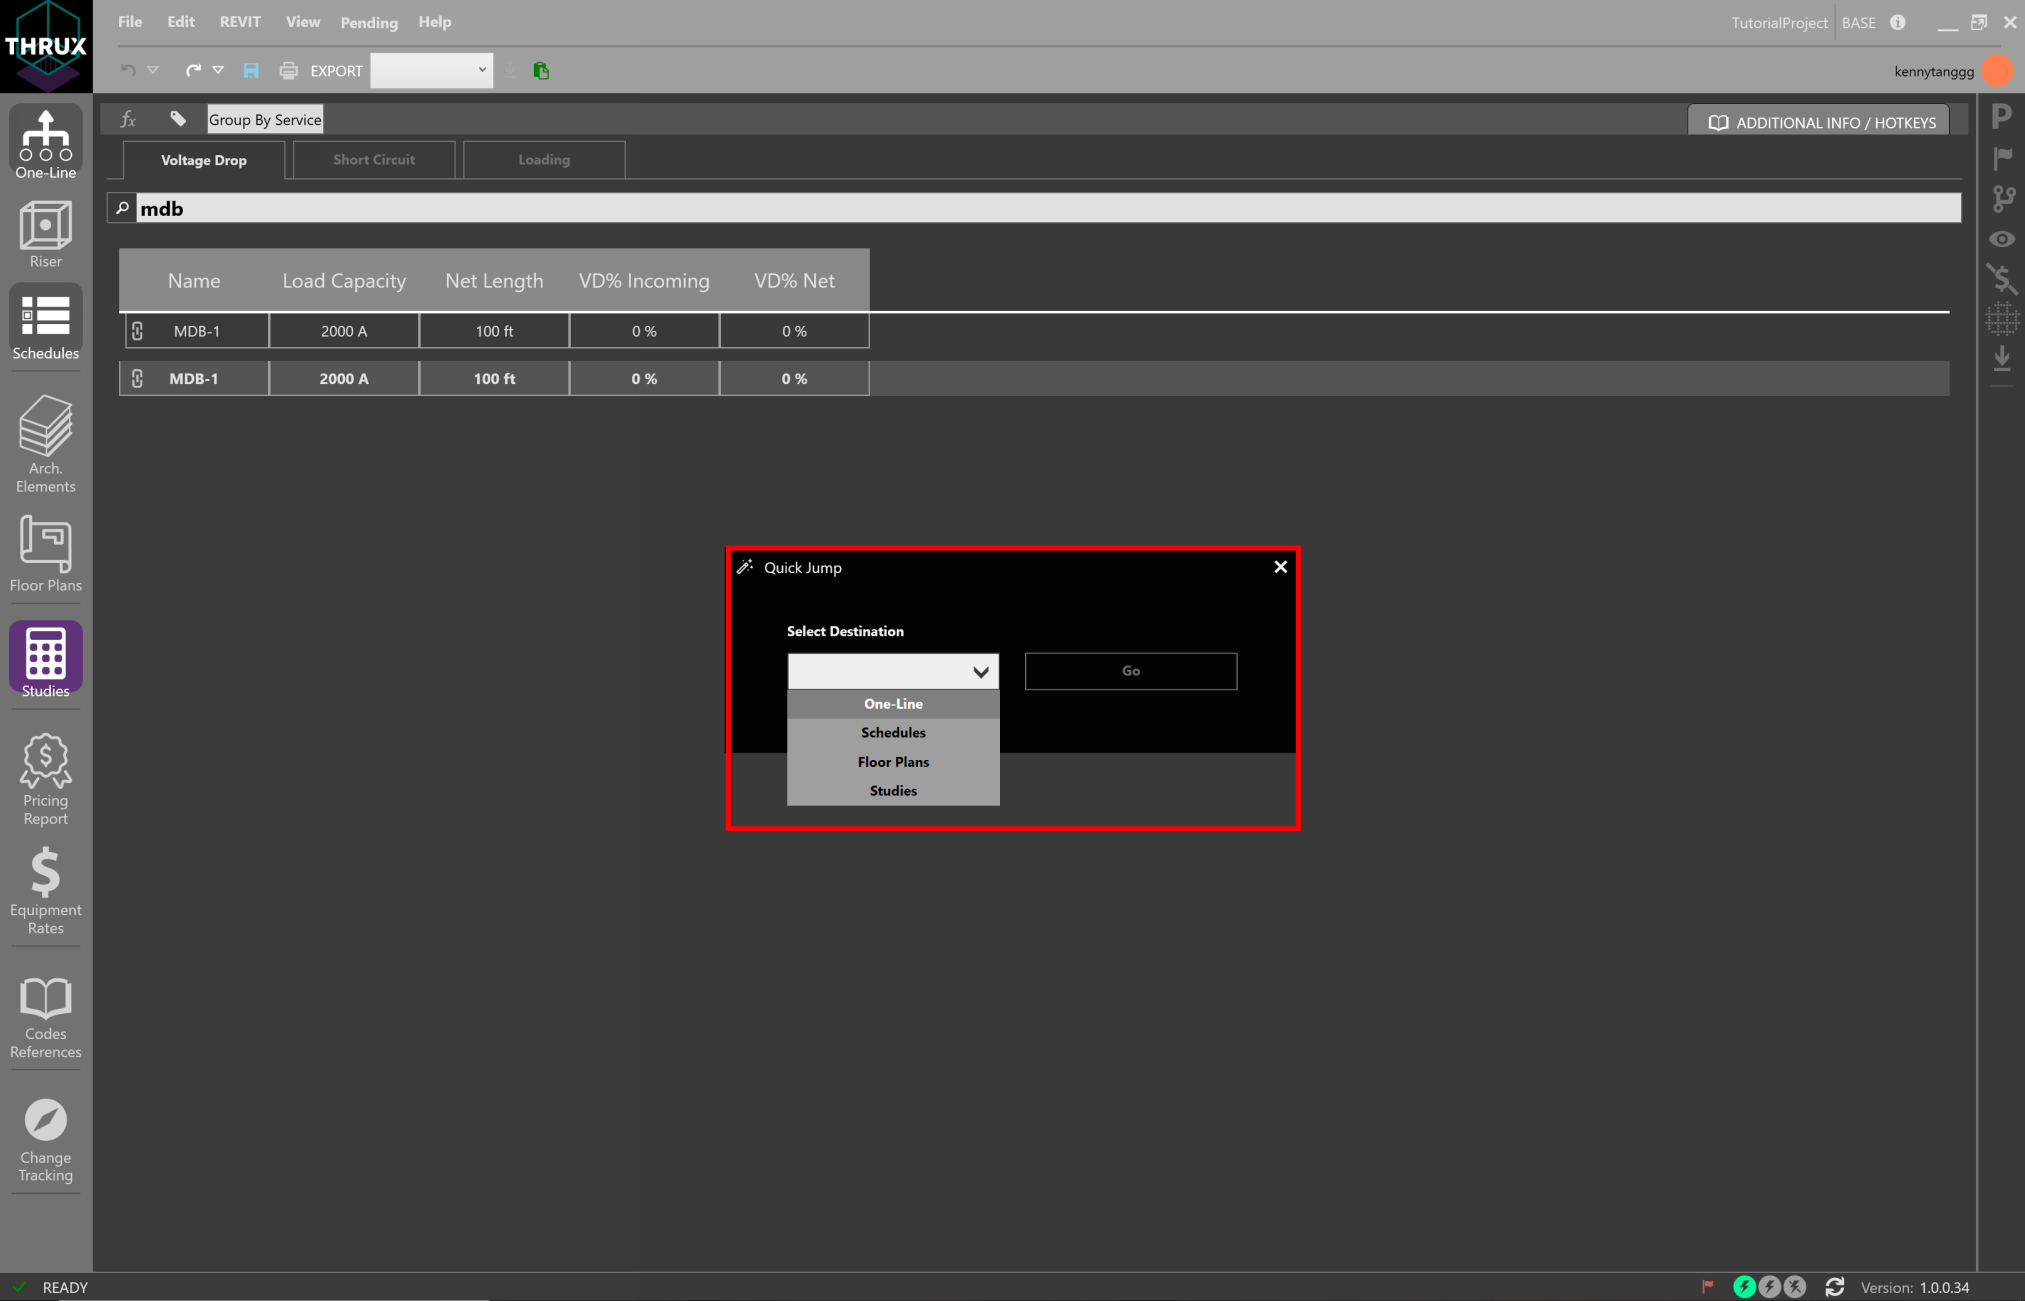 THRUX
File Edit REVIT View Pending Help
TutorialProject BASE
EXPORT
kennytanggg
fx Group By Service
ADDITIONAL INFO / HOTKEYS
Voltage Drop Short Circuit Loading
mdb
Name Load Capacity Net Length VD% Incoming VD% Net
MDB-1 2000 A 100 ft 0 % 0 %
MDB-1 2000 A 100 ft 0 % 0 %
One-Line
Riser
Schedules
Arch.
Elements
Floor Plans
Studies
Pricing
Report
Equipment
Rates
Codes
References
Change
Tracking
Quick Jump
Select Destination
Go
One-Line
Schedules
Floor Plans
Studies
P
READY
Version: 1.0.0.34